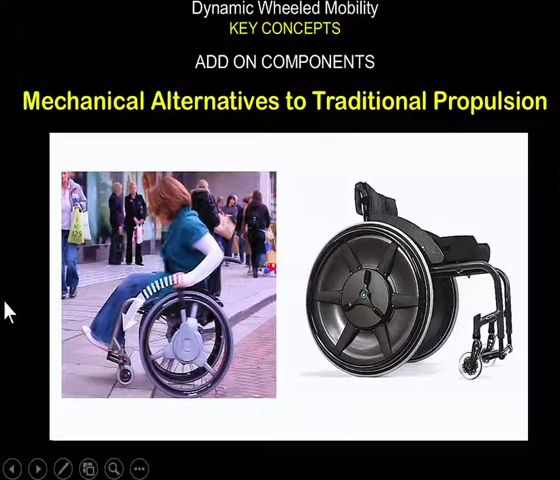 Dynamic Wheeled Mobility
KEY CONCEPTS
ADD ON COMPONENTS
Mechanical Alternatives to Traditional Propulsion